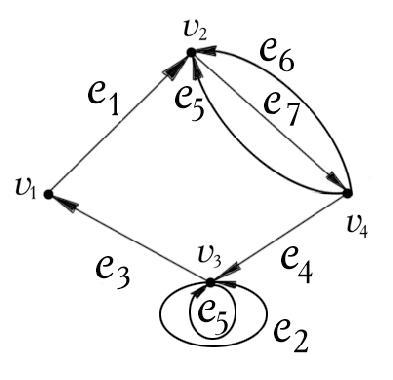 v₂
e₆
e₁
e₅
e₇
v₁
v₄
v₃
e₃
e₄
e₅
e₂